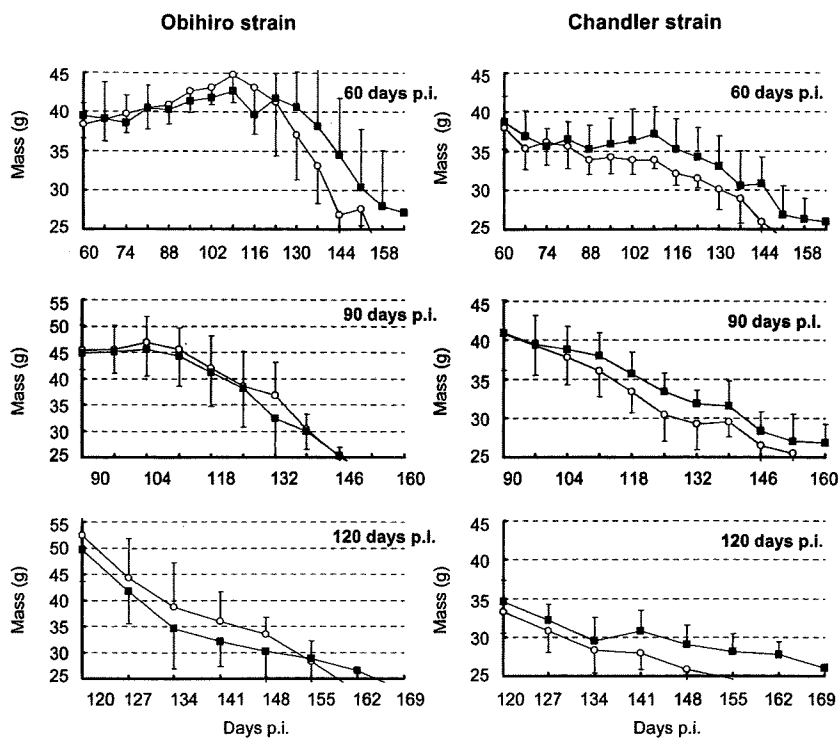 Obihiro strain
Chandler strain
60 days p.i.
Mass (g)
45
40
35
30
25
60 74 88 102 116 130 144 158
60 days p.i.
Mass (g)
45
40
35
30
25
60 74 88 102 116 130 144 158
90 days p.i.
Mass (g)
55
50
45
40
35
30
25
90 104 118 132 146 160
90 days p.i.
Mass (g)
45
40
35
30
25
90 104 118 132 146 160
120 days p.i.
Mass (g)
55
50
45
40
35
30
25
120 127 134 141 148 155 162 169
Days p.i.
120 days p.i.
Mass (g)
45
40
35
30
25
120 127 134 141 148 155 162 169
Days p.i.